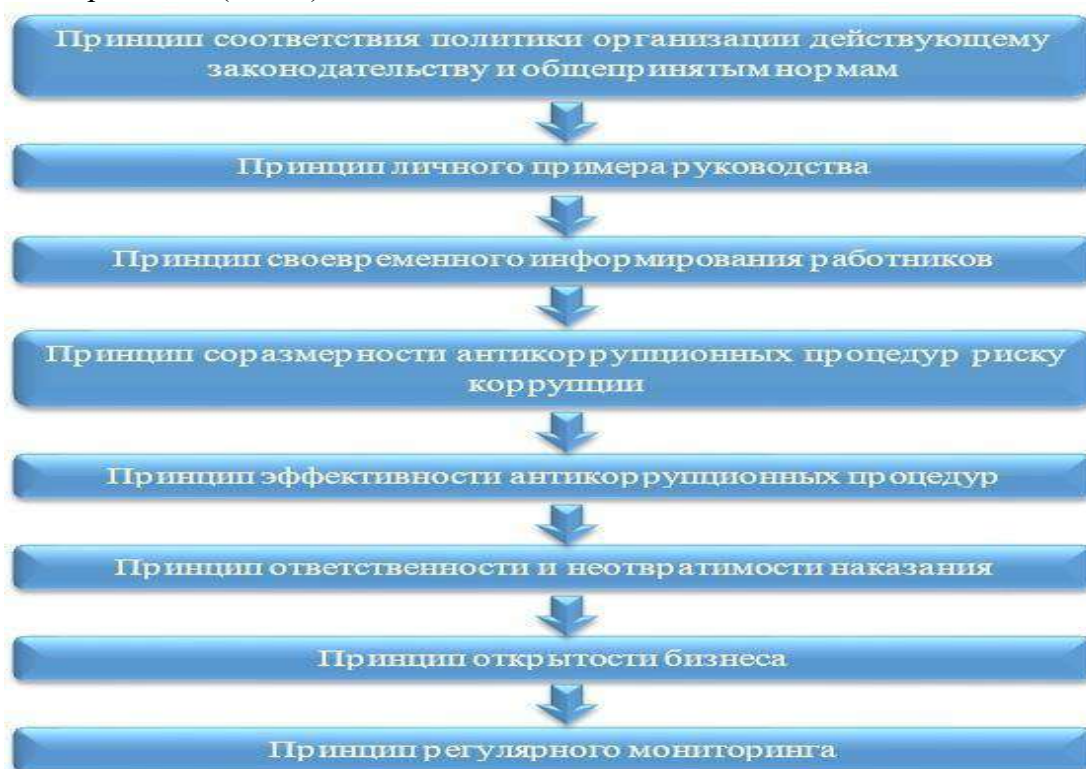 Принцип соответствия политики организации действующему
законодательству и общепринятым нормам
Принцип личного примера руководства
Принцип своевременного информирования работников
Принцип соразмерности антикоррупционных процедур риску
коррупции
Принцип эффективности антикоррупционных процедур
Принцип ответственности и неотвратимости наказания
Принцип открытости бизнеса
Принцип регулярного мониторинга